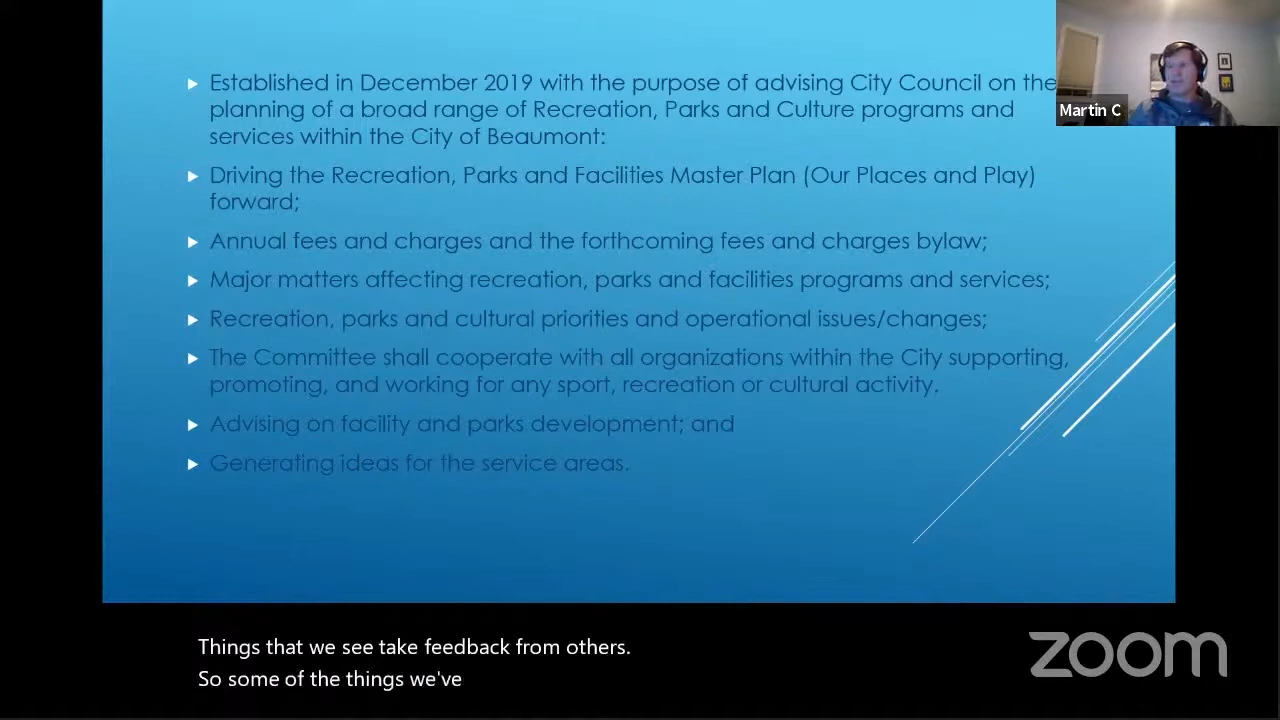 Established in December 2019 with the purpose of advising City Council on the
planning of a broad range of Recreation, Parks and Culture programs and
services within the City of Beaumont:
Driving the Recreation, Parks and Facilities Master Plan (Our Places and Play)
forward;
Annual fees and charges and the forthcoming fees and charges bylaw;
Major matters affecting recreation, parks and facilities programs and services;
Recreation, parks and cultural priorities and operational issues/changes;
The Committee shall cooperate with all organizations within the City supporting,
promoting, and working for any sport, recreation or cultural activity.
Advising on facility and parks development; and
Generating ideas for the service areas.
Martin C
Things that we see take feedback from others.
So some of the things we've
zoom